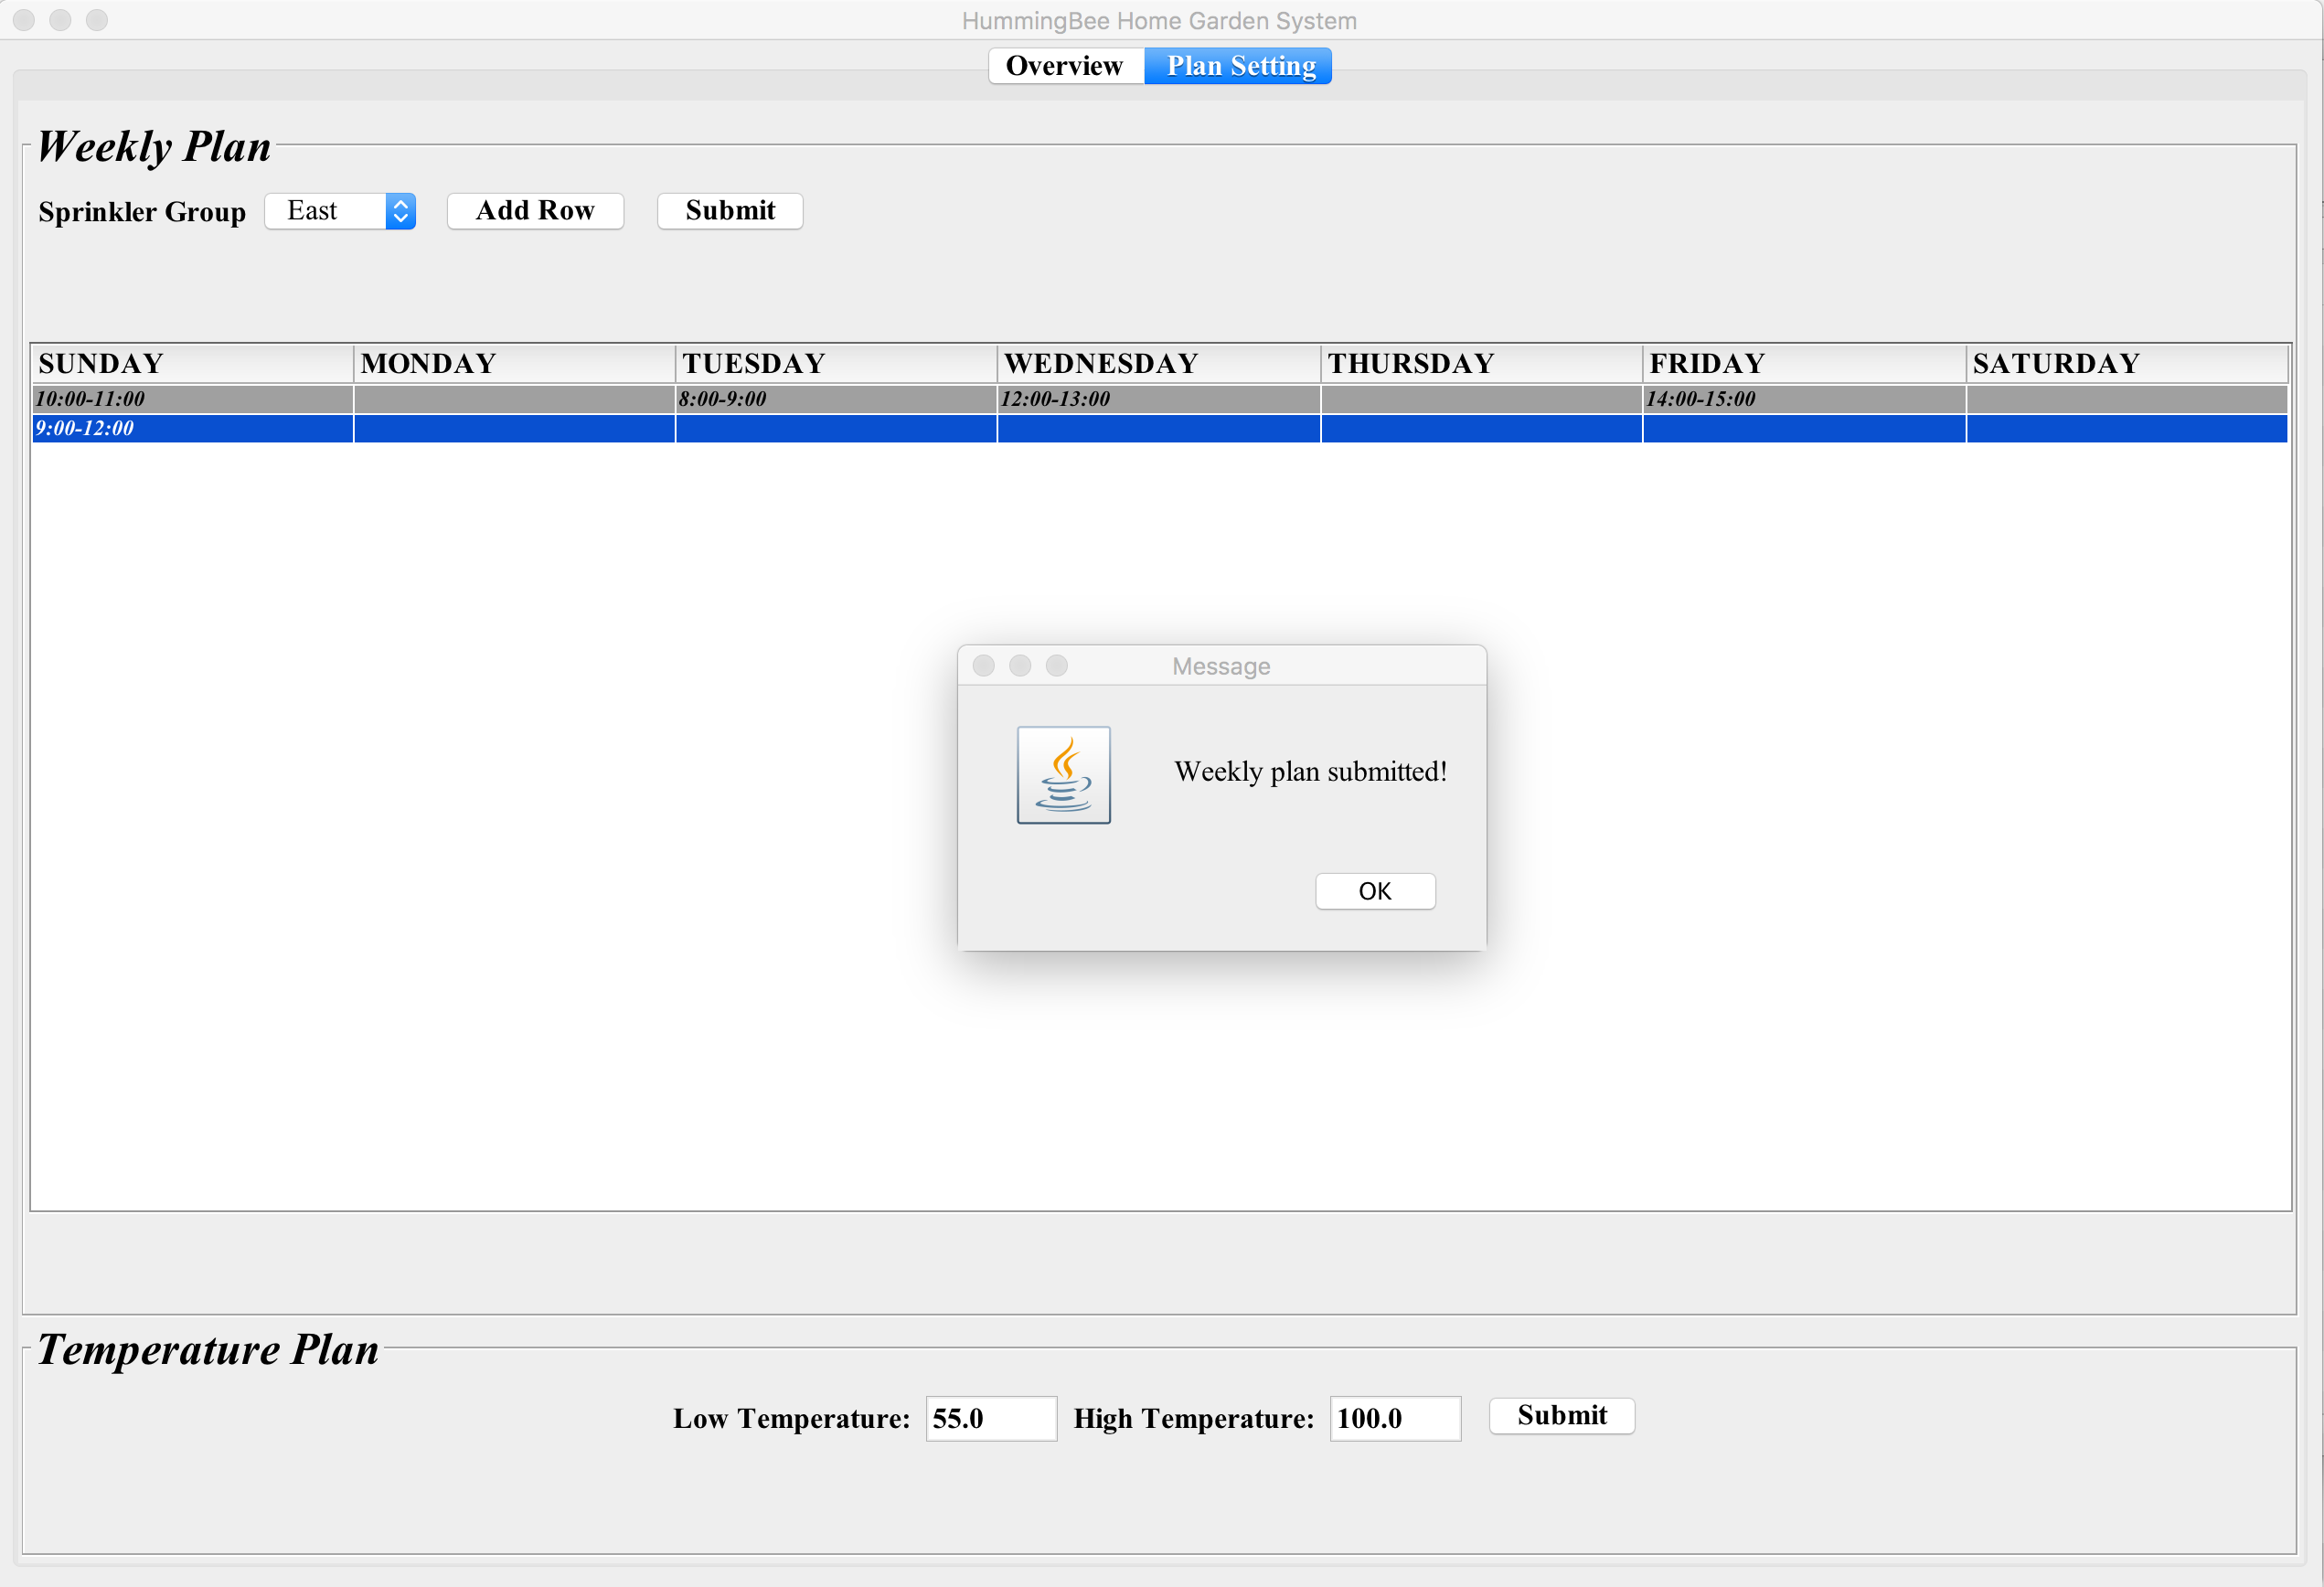 HummingBee Home Garden System
Overview Plan Setting
Weekly Plan
Sprinkler Group East Add Row Submit
SUNDAY MONDAY TUESDAY WEDNESDAY THURSDAY FRIDAY SATURDAY
10:00-11:00 8:00-9:00 12:00-13:00 14:00-15:00
9:00-12:00
Message
Weekly plan submitted!
OK
Temperature Plan
Low Temperature: 55.0 High Temperature: 100.0 Submit